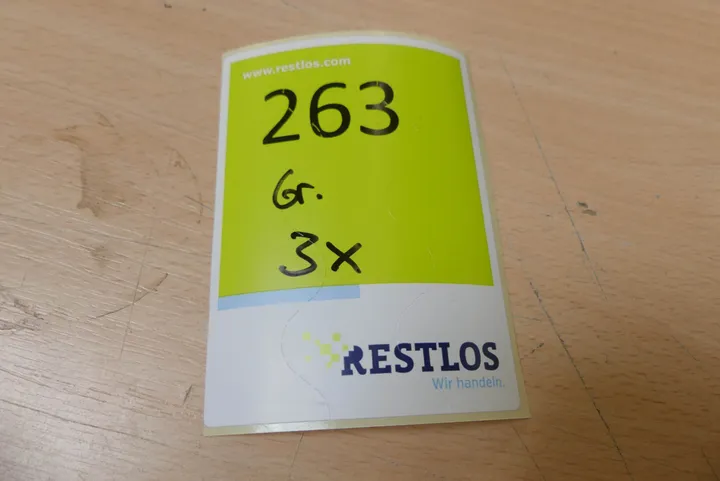 www.restlos.com
263
Gr.
3x
RESTLOS
Wir handeln.